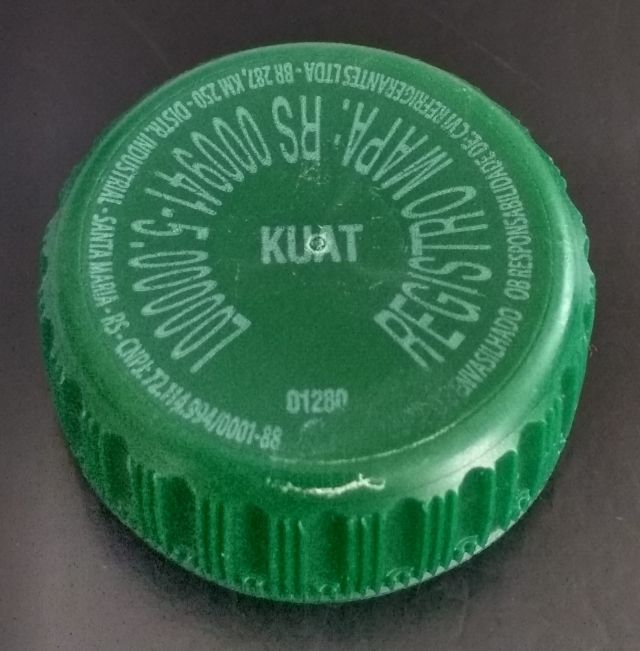 ENVASILHADO OB RESPONSABILIDADE DE: CVI REFRIGERANTES LTDA - BR 287, KM 250 - DISTR. INDUSTRIAL - SANTA MARIA - RS - CNPJ: 72.114.994/0001-88
REGISTRO MAPA: RS 000941-5.000001
KUAT
01280